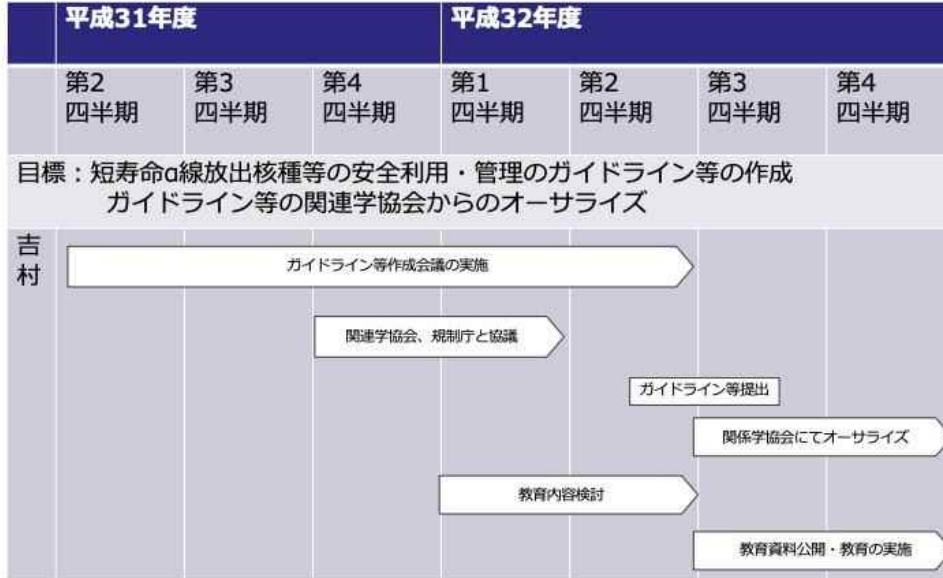 平成31年度
平成32年度
第2
四半期
第3
四半期
第4
四半期
第1
四半期
第2
四半期
第3
四半期
第4
四半期
目標：短寿命α線放出核種等の安全利用・管理のガイドライン等の作成
ガイドライン等の関連学協会からのオーサライズ
吉
村
ガイドライン等作成会議の実施
関連学協会、規制庁と協議
ガイドライン等提出
関係学協会にてオーサライズ
教育内容検討
教育資料公開・教育の実施